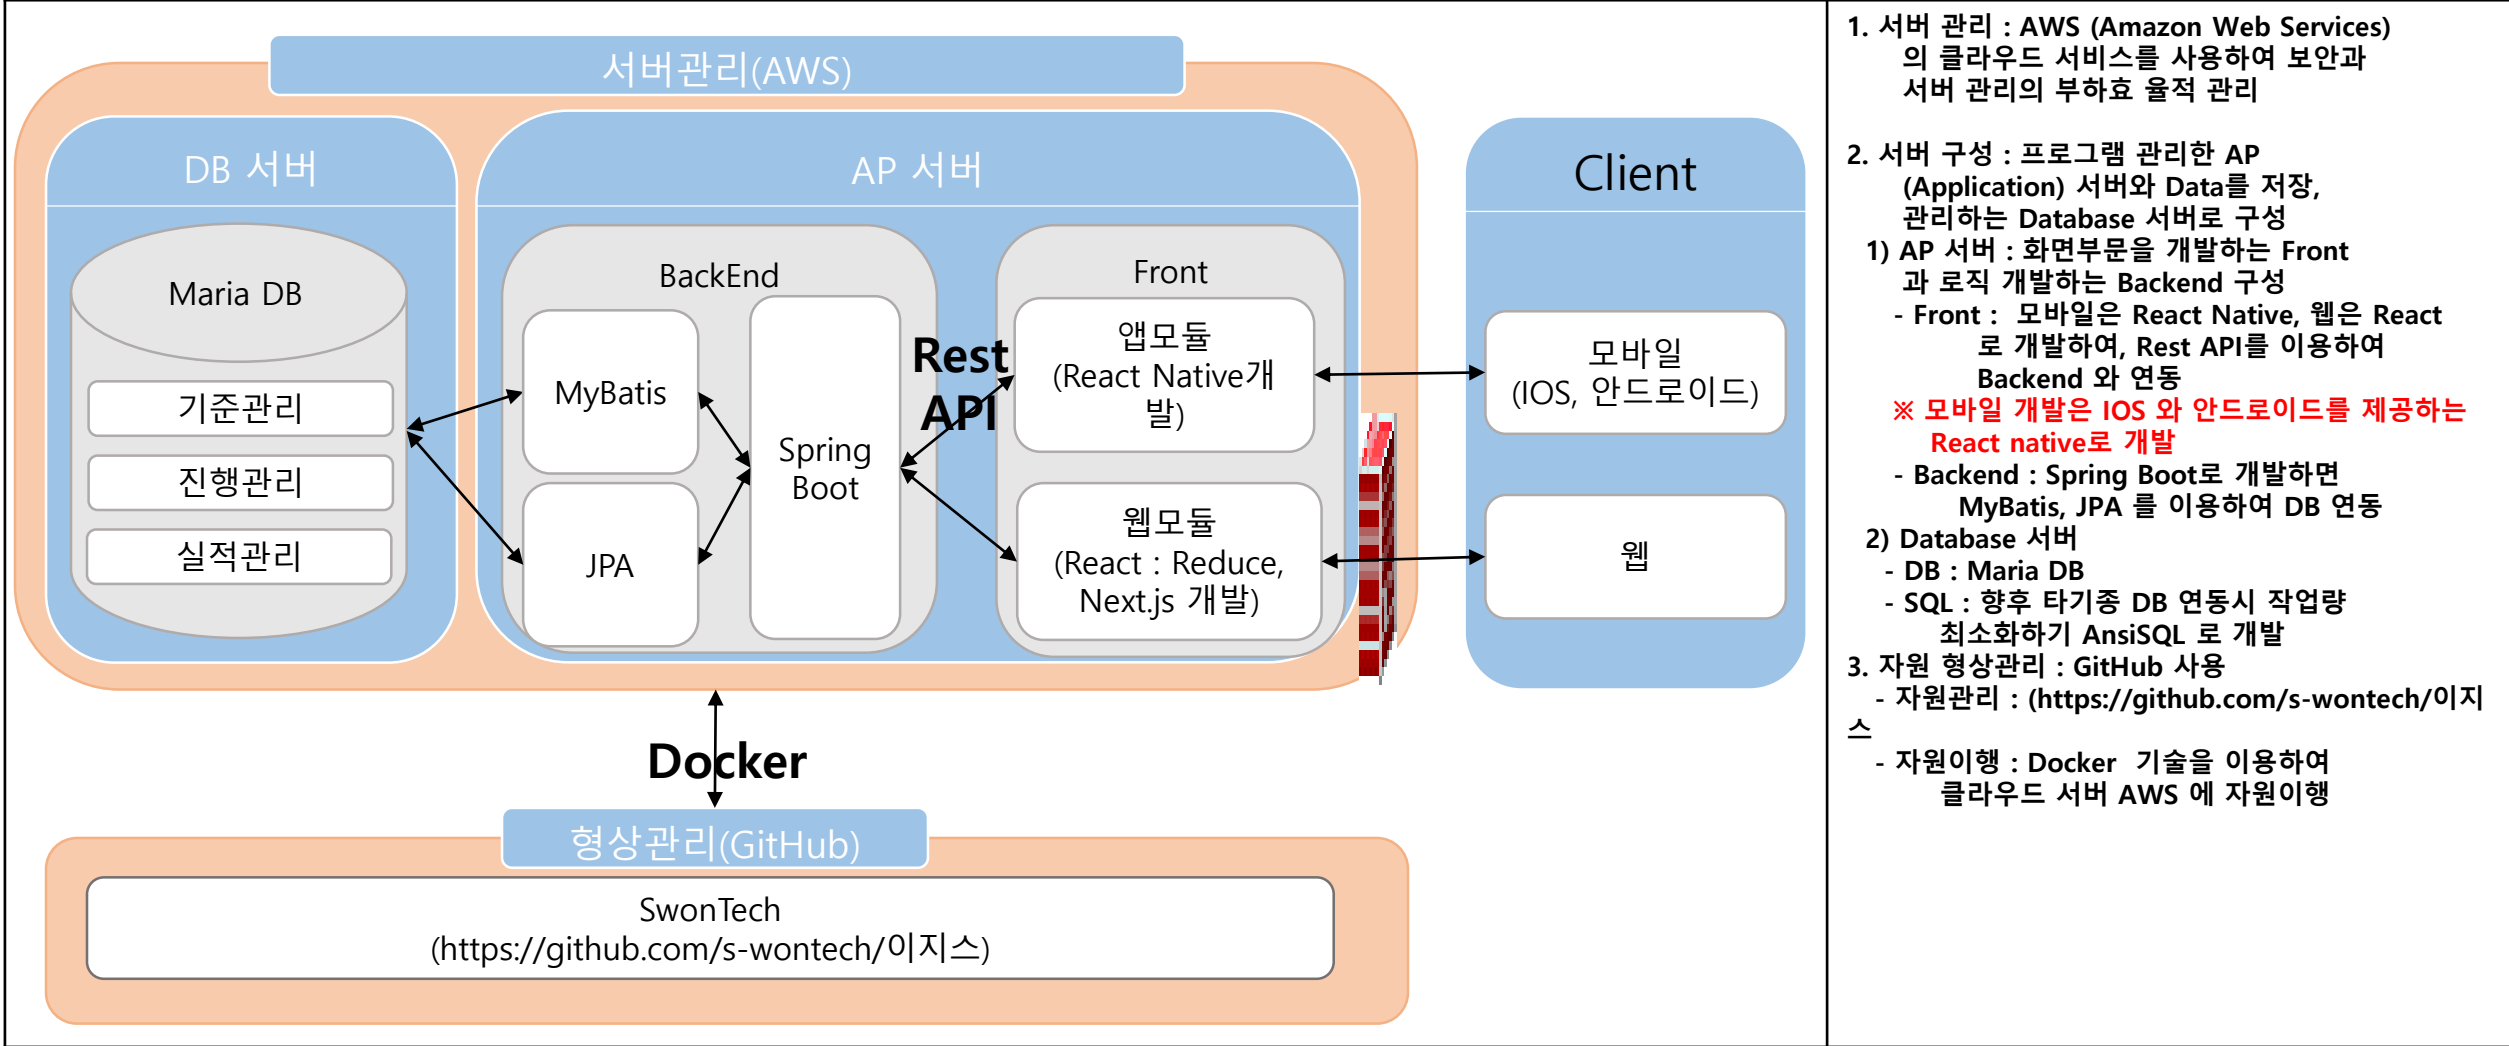 서버관리(AWS)
DB 서버
Maria DB
기준관리
진행관리
실적관리
AP 서버
BackEnd
MyBatis
JPA
Spring
Boot
Rest
API
Front
앱모듈
(React Native개
발)
웹모듈
(React : Reduce,
Next.js 개발)
Client
모바일
(IOS, 안드로이드)
웹
Docker
형상관리(GitHub)
SwonTech
(https://github.com/s-wontech/이지스)
1. 서버 관리 : AWS (Amazon Web Services)
의 클라우드 서비스를 사용하여 보안과
서버 관리의 부하효 율적 관리
2. 서버 구성 : 프로그램 관리한 AP
(Application) 서버와 Data를 저장,
관리하는 Database 서버로 구성
1) AP 서버 : 화면부문을 개발하는 Front
과 로직 개발하는 Backend 구성
- Front : 모바일은 React Native, 웹은 React
로 개발하여, Rest API를 이용하여
Backend 와 연동
※ 모바일 개발은 IOS 와 안드로이드를 제공하는
React native로 개발
- Backend : Spring Boot로 개발하면
MyBatis, JPA 를 이용하여 DB 연동
2) Database 서버
- DB : Maria DB
- SQL : 향후 타기종 DB 연동시 작업량
최소화하기 AnsiSQL 로 개발
3. 자원 형상관리 : GitHub 사용
- 자원관리 : (https://github.com/s-wontech/이지
스
- 자원이행 : Docker 기술을 이용하여
클라우드 서버 AWS 에 자원이행